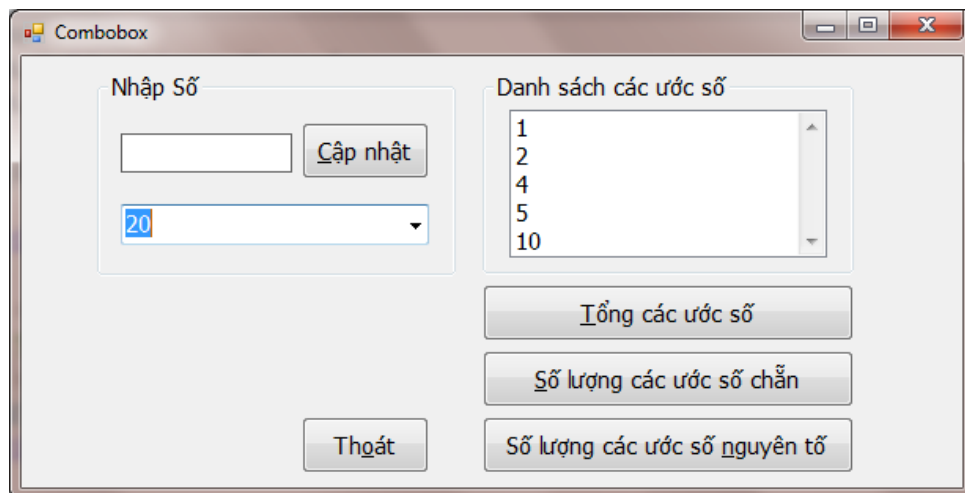 Combobox
Nhập Số
Cập nhật
20
Danh sách các ước số
1
2
4
5
10
Tổng các ước số
Số lượng các ước số chẵn
Thoát
Số lượng các ước số nguyên tố